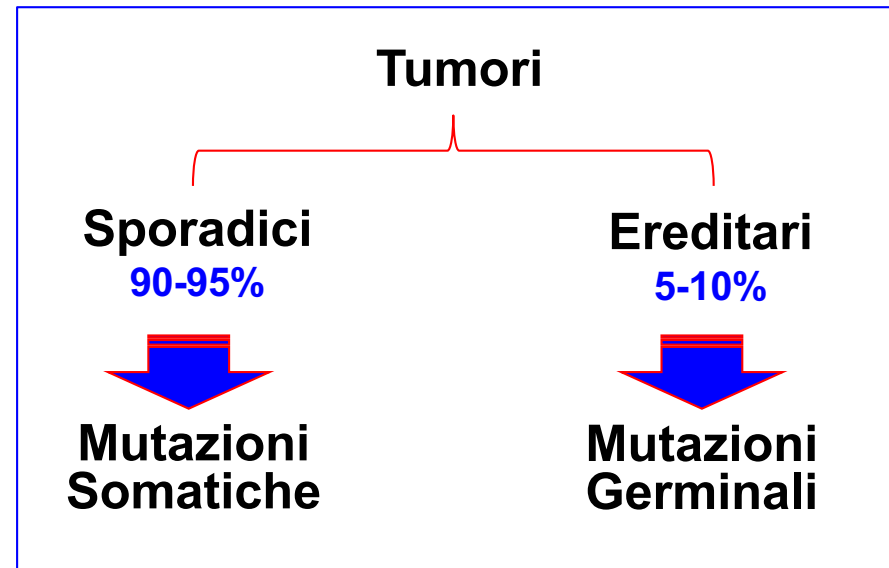 Tumori
Sporadici
90-95%
Mutazioni
Somatiche
Ereditari
5-10%
Mutazioni
Germinali